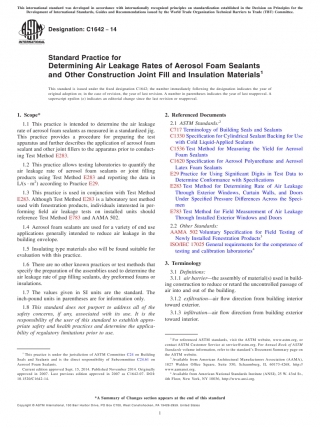 This international standard was developed in accordance with internationally recognized principles on standardization established in the Decision on Principles for the
Development of International Standards, Guides and Recommendations issued by the World Trade Organization Technical Barriers to Trade (TBT) Committee.
Designation: C1642 − 14
Standard Practice for
Determining Air Leakage Rates of Aerosol Foam Sealants
and Other Construction Joint Fill and Insulation Materials1
This standard is issued under the fixed designation C1642; the number immediately following the designation indicates the year of
original adoption or, in the case of revision, the year of last revision. A number in parentheses indicates the year of last reapproval. A
superscript epsilon (ε) indicates an editorial change since the last revision or reapproval.
1. Scope*
1.1 This practice is intended to determine the air leakage
rate of aerosol foam sealants as measured in a standardized jig.
This practice provides a procedure for preparing the test
apparatus and further describes the application of aerosol foam
sealant and other joint fillers to the apparatus prior to conduct-
ing Test Method E283.
1.2 This practice allows testing laboratories to quantify the
air leakage rate of aerosol foam sealants or joint filling
products using Test Method E283 and reporting the data in
L/(s · m2) according to Practice E29.
1.3 This practice is used in conjunction with Test Method
E283. Although Test Method E283 is a laboratory test method
used with fenestration products, individuals interested in per-
forming field air leakage tests on installed units should
reference Test Method E783 and AAMA 502.
1.4 Aerosol foam sealants are used for a variety of end use
applications generally intended to reduce air leakage in the
building envelope.
1.5 Insulating type materials also will be found suitable for
evaluation with this practice.
1.6 There are no other known practices or test methods that
specify the preparation of the assemblies used to determine the
air leakage rate of gap filling sealants, dry preformed foams or
insulations.
1.7 The values given in SI units are the standard. The
inch-pound units in parentheses are for information only.
1.8 This standard does not purport to address all of the
safety concerns, if any, associated with its use. It is the
responsibility of the user of this standard to establish appro-
priate safety and health practices and determine the applica-
bility of regulatory limitations prior to use.
1 This practice is under the jurisdiction of ASTM Committee C24 on Building
Seals and Sealants and is the direct responsibility of Subcommittee C24.61 on
Aerosol Foam Sealants.
Current edition approved Sept. 15, 2014. Published November 2014. Originally
approved in 2007. Last previous edition approved in 2007 as C1642-07. DOI:
10.1520/C1642-14.
2. Referenced Documents
2.1 ASTM Standards:2
C717 Terminology of Building Seals and Sealants
C1330 Specification for Cylindrical Sealant Backing for Use
with Cold Liquid-Applied Sealants
C1536 Test Method for Measuring the Yield for Aerosol
Foam Sealants
C1620 Specification for Aerosol Polyurethane and Aerosol
Latex Foam Sealants
E29 Practice for Using Significant Digits in Test Data to
Determine Conformance with Specifications
E283 Test Method for Determining Rate of Air Leakage
Through Exterior Windows, Curtain Walls, and Doors
Under Specified Pressure Differences Across the Speci-
men
E783 Test Method for Field Measurement of Air Leakage
Through Installed Exterior Windows and Doors
2.2 Other Standards:
AAMA 502 Voluntary Specification for Field Testing of
Newly Installed Fenestration Products3
ISO/IEC 17025 General requirements for the competence of
testing and calibration laboratories4
3. Terminology
3.1 Definitions:
3.1.1 air barrier—the assembly of material(s) used in build-
ing construction to reduce or retard the uncontrolled passage of
air into and out of the building.
3.1.2 exfiltration—air flow direction from building interior
toward exterior.
3.1.3 infiltration—air flow direction from building exterior
toward interior.
2 For referenced ASTM standards, visit the ASTM website, www.astm.org, or
contact ASTM Customer Service at service@astm.org. For Annual Book of ASTM
Standards volume information, refer to the standard's Document Summary page on
the ASTM website.
3 Available from American Architectural Manufacturers Association (AAMA),
1827 Walden Office Square, Suite 550, Schaumburg, IL 60173-4268, http://
www.aamanet.org.
4 Available from American National Standards Institute (ANSI), 25 W. 43rd St.,
4th Floor, New York, NY 10036, http://www.ansi.org.
*A Summary of Changes section appears at the end of this standard
Copyright © ASTM International, 100 Barr Harbor Drive, PO Box C700, West Conshohocken, PA 19428-2959. United States
1